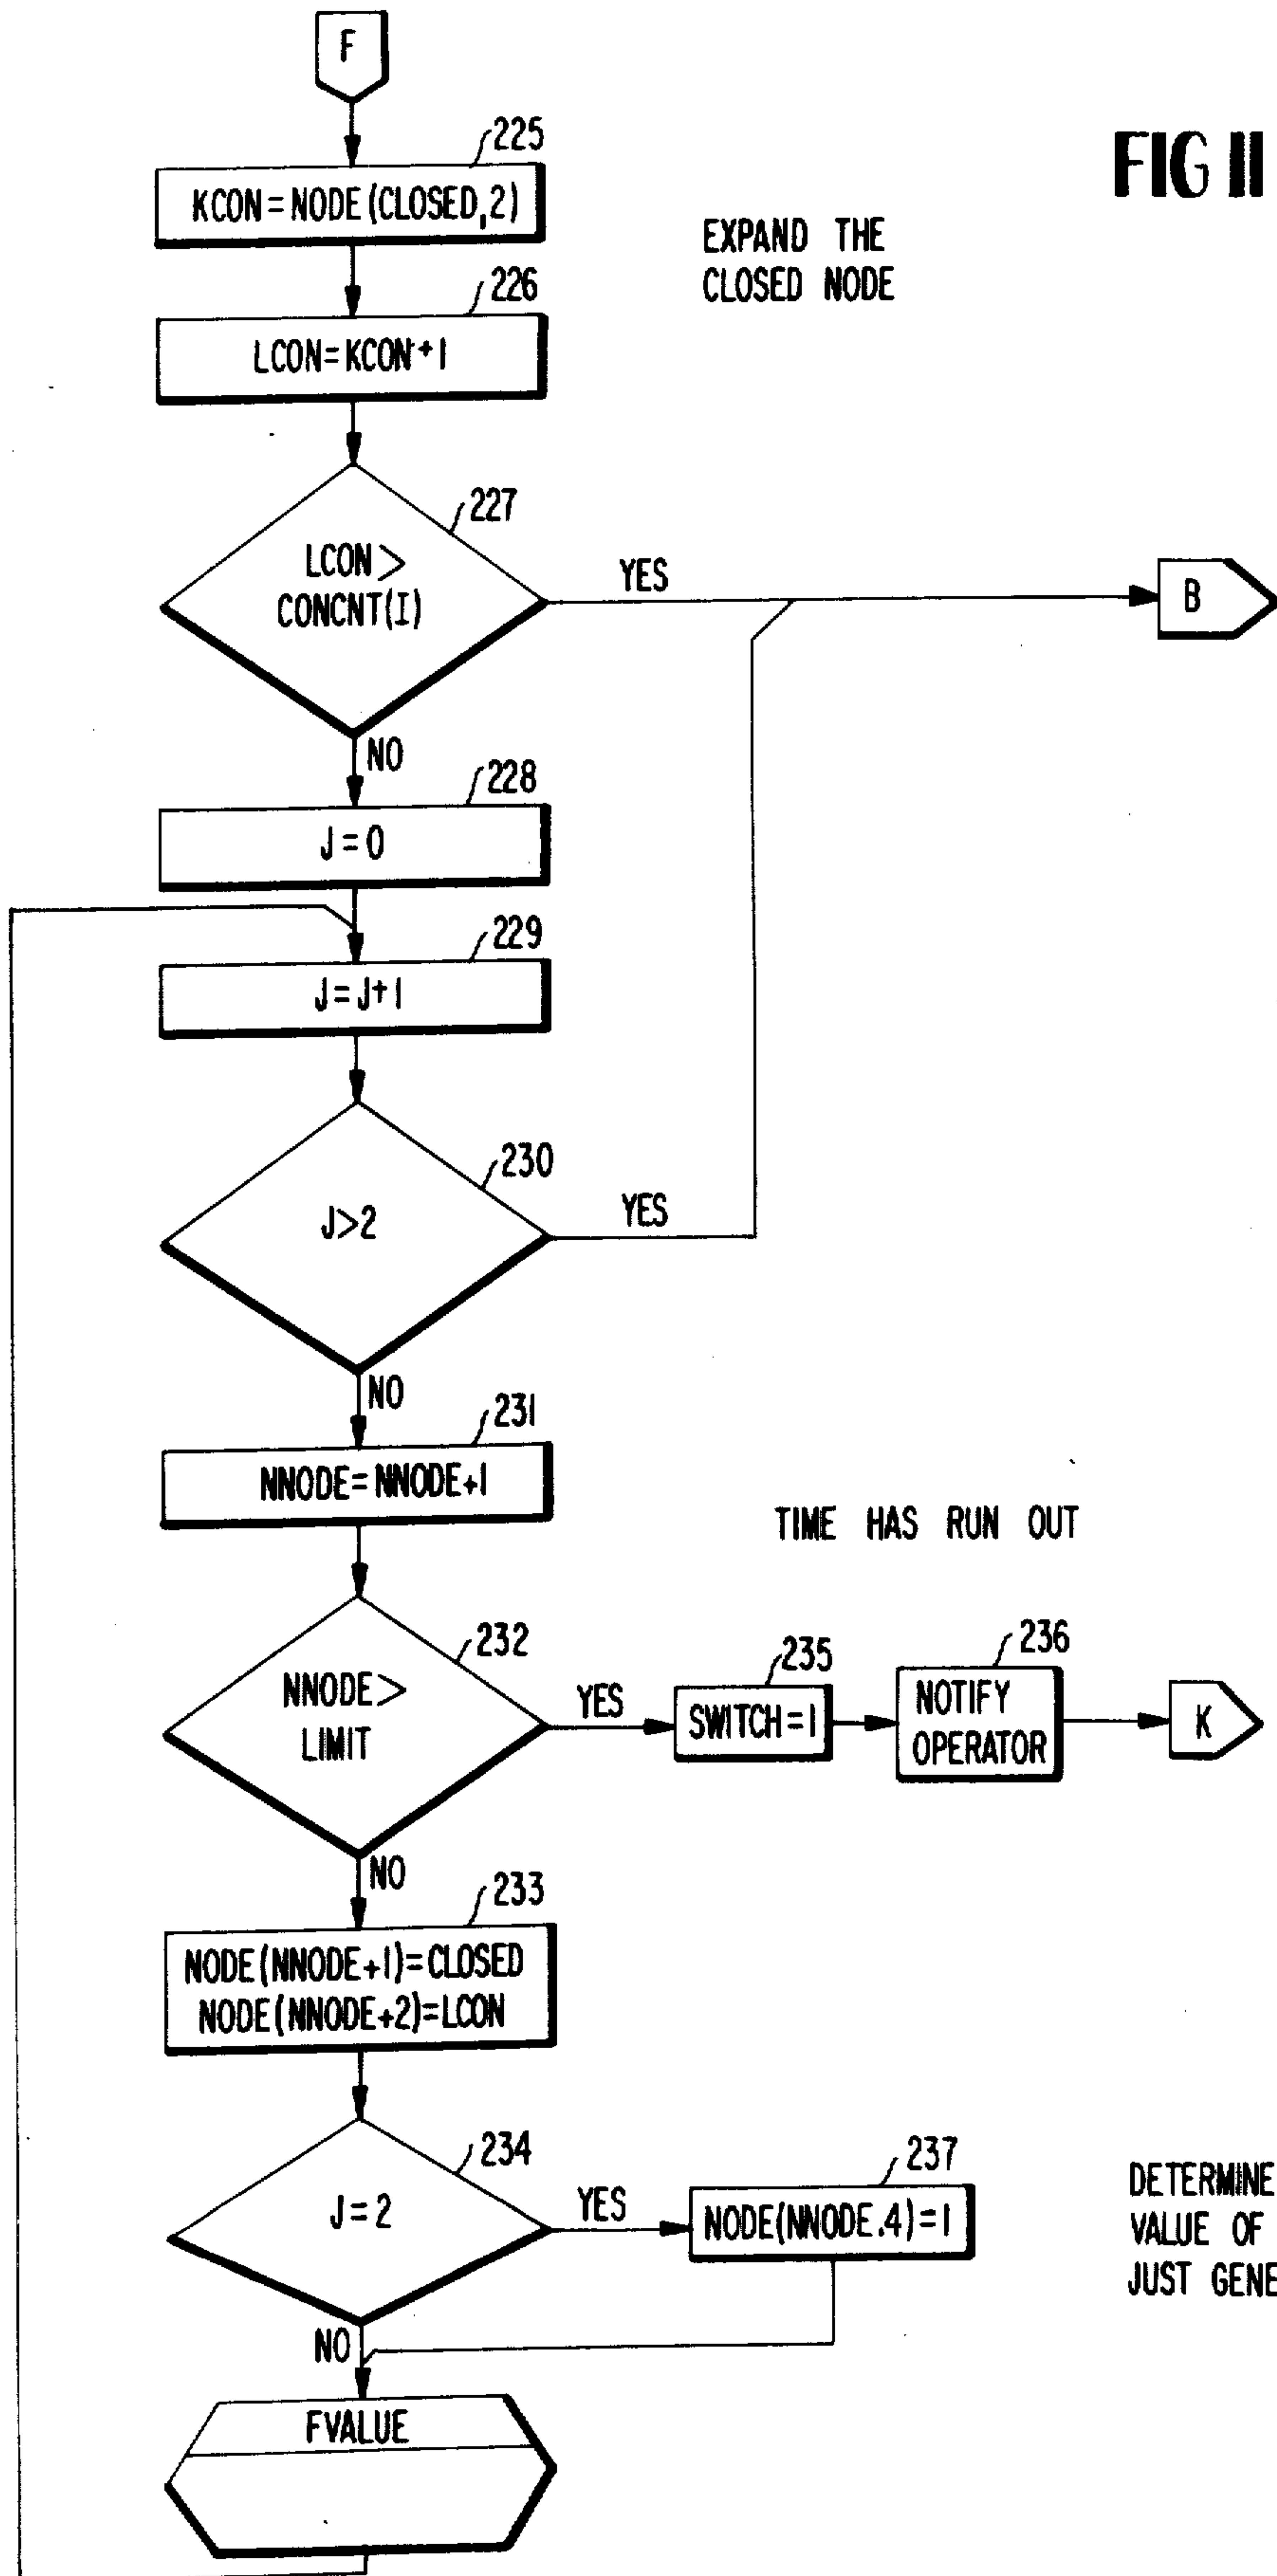 F
FIG 11
225
KCON=NODE(CLOSED,2)
EXPAND THE
CLOSED NODE
226
LCON=KCON+1
227
LCON>
CONCNT(I)
YES
B
NO
228
J=0
229
J=J+1
230
J>2
YES
NO
231
NNODE=NNODE+1
TIME HAS RUN OUT
232
NNODE>
LIMIT
YES
235
SWITCH=1
236
NOTIFY
OPERATOR
K
NO
233
NODE(NNODE+1)=CLOSED
NODE(NNODE+2)=LCON
234
J=2
YES
237
NODE(NNODE.4)=1
DETERMINE
VALUE OF
JUST GENE
NO
FVALUE